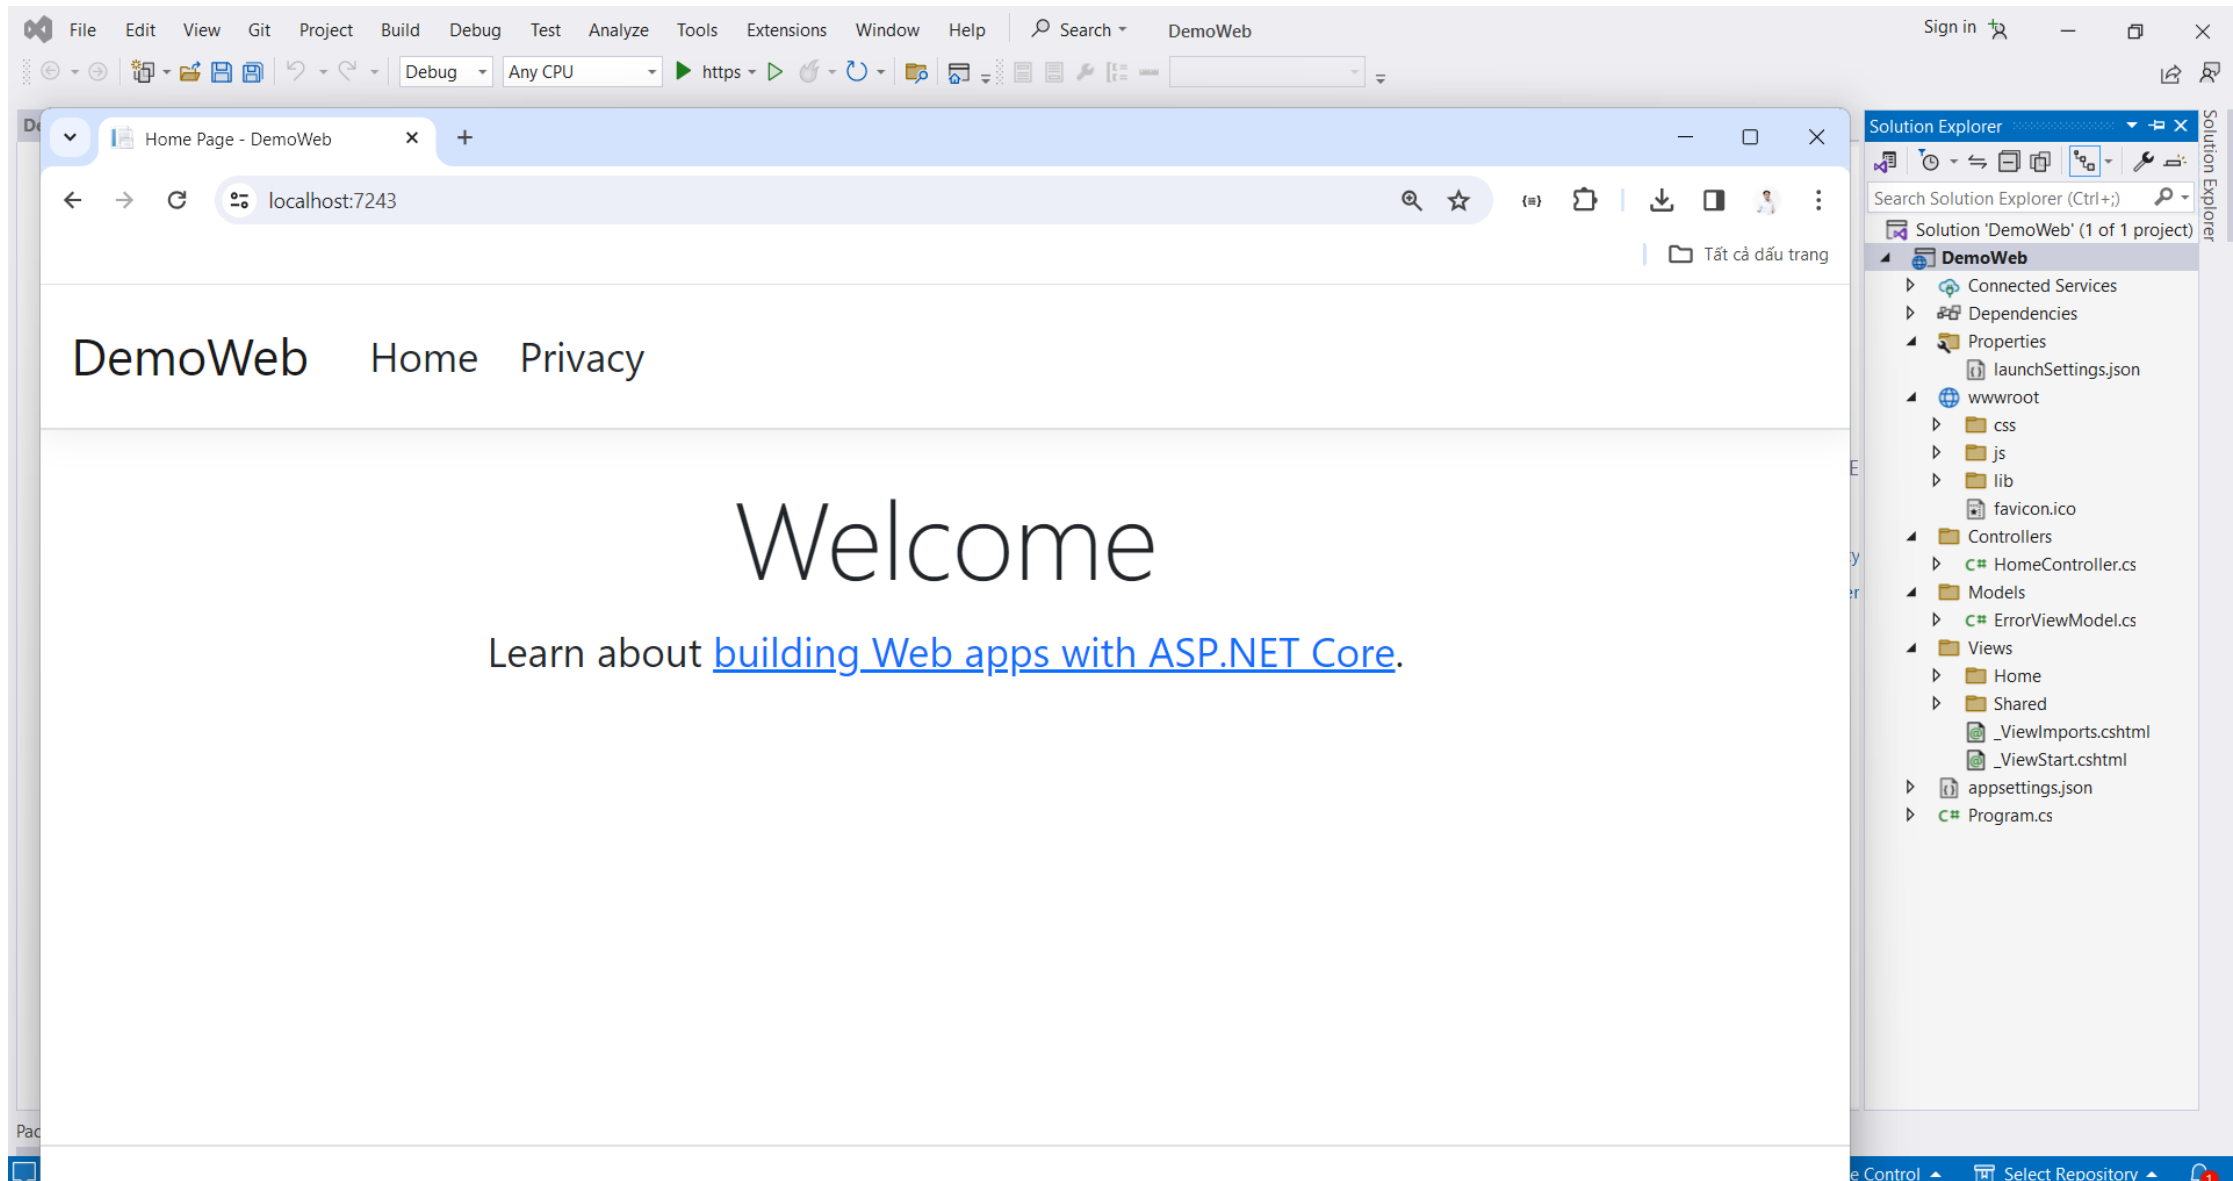 File Edit View Git Project Build Debug Test Analyze Tools Extensions Window Help Search DemoWeb Sign in
Debug Any CPU https
Home Page - DemoWeb
localhost:7243
Tất cả dấu trang
DemoWeb Home Privacy
Welcome
Learn about building Web apps with ASP.NET Core.
Solution Explorer
Search Solution Explorer (Ctrl+;)
Solution 'DemoWeb' (1 of 1 project)
DemoWeb
Connected Services
Dependencies
Properties
launchSettings.json
wwwroot
css
js
lib
favicon.ico
Controllers
C# HomeController.cs
Models
C# ErrorViewModel.cs
Views
Home
Shared
_ViewImports.cshtml
_ViewStart.cshtml
appsettings.json
C# Program.cs
Solution Explorer
Control Select Repository 1